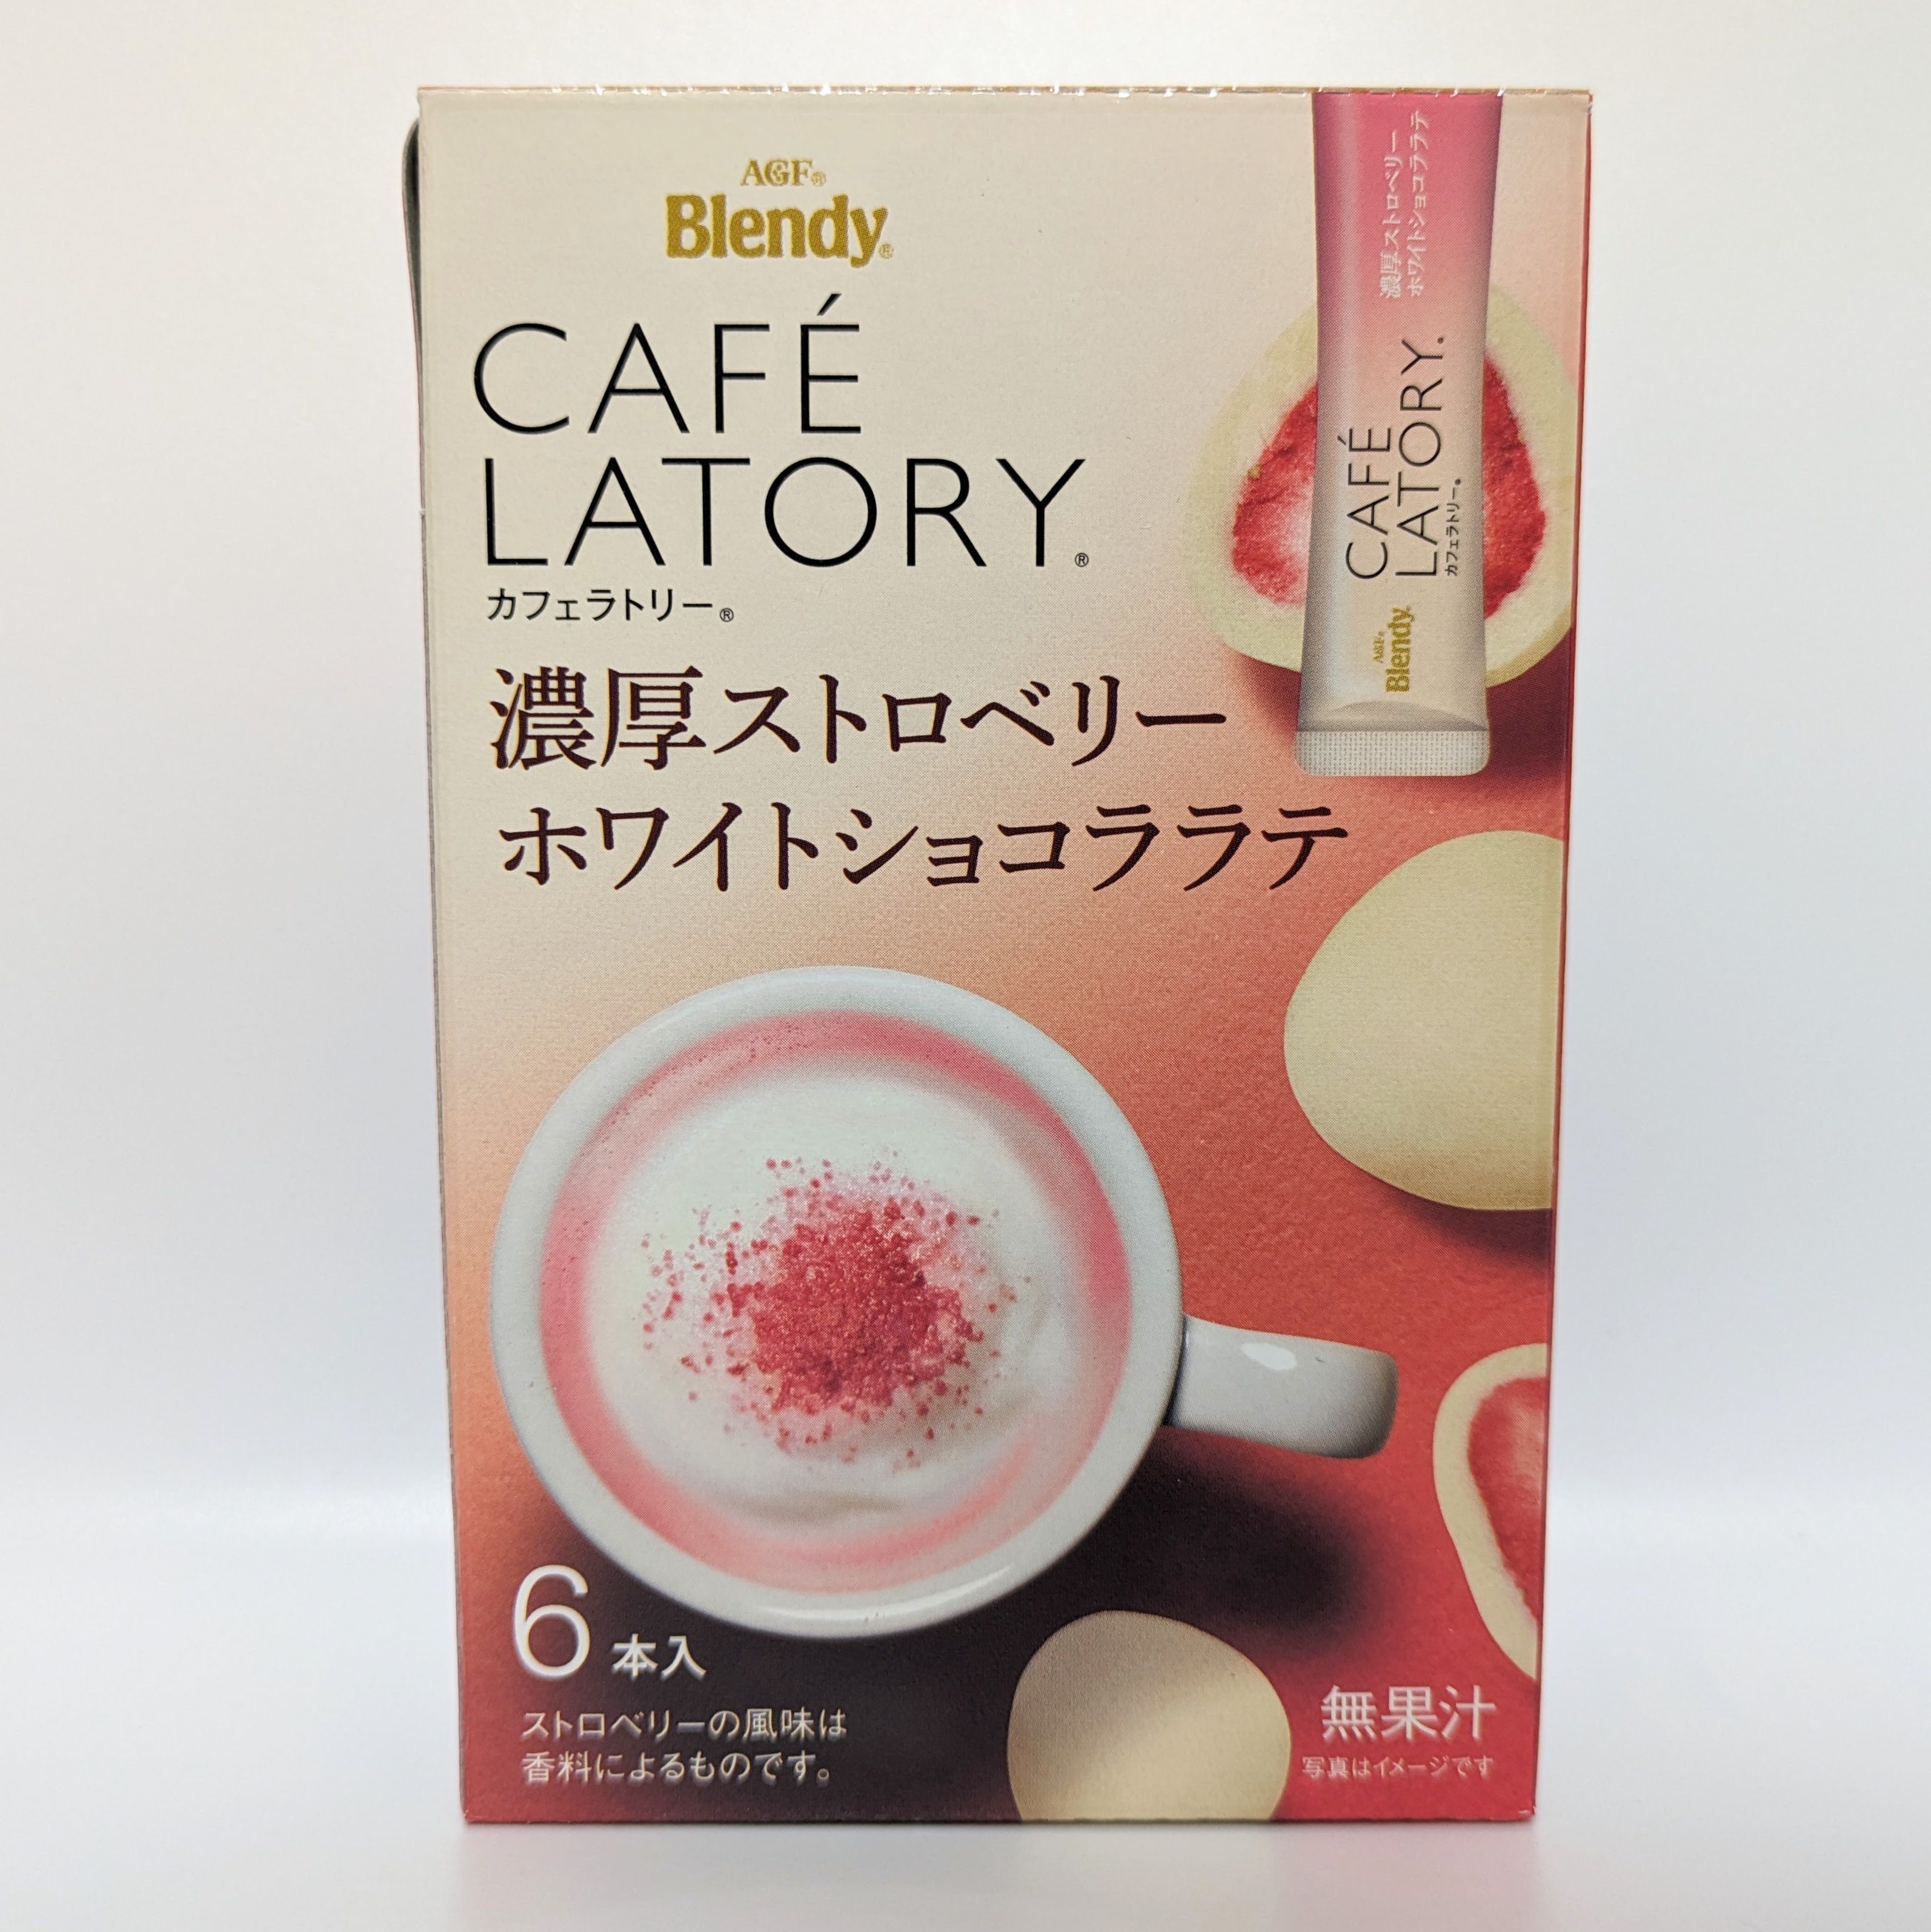 AGF®
Blendy®
CAFÉ
LATORY®
カフェラトリー®
濃厚ストロベリー
ホワイトショコララテ
濃厚ストロベリー
ホワイトショコララテ
CAFÉ
LATORY.
カフェラトリー®
AGF®
Blendy®
6本入
ストロベリーの風味は
香料によるものです。
無果汁
写真はイメージです